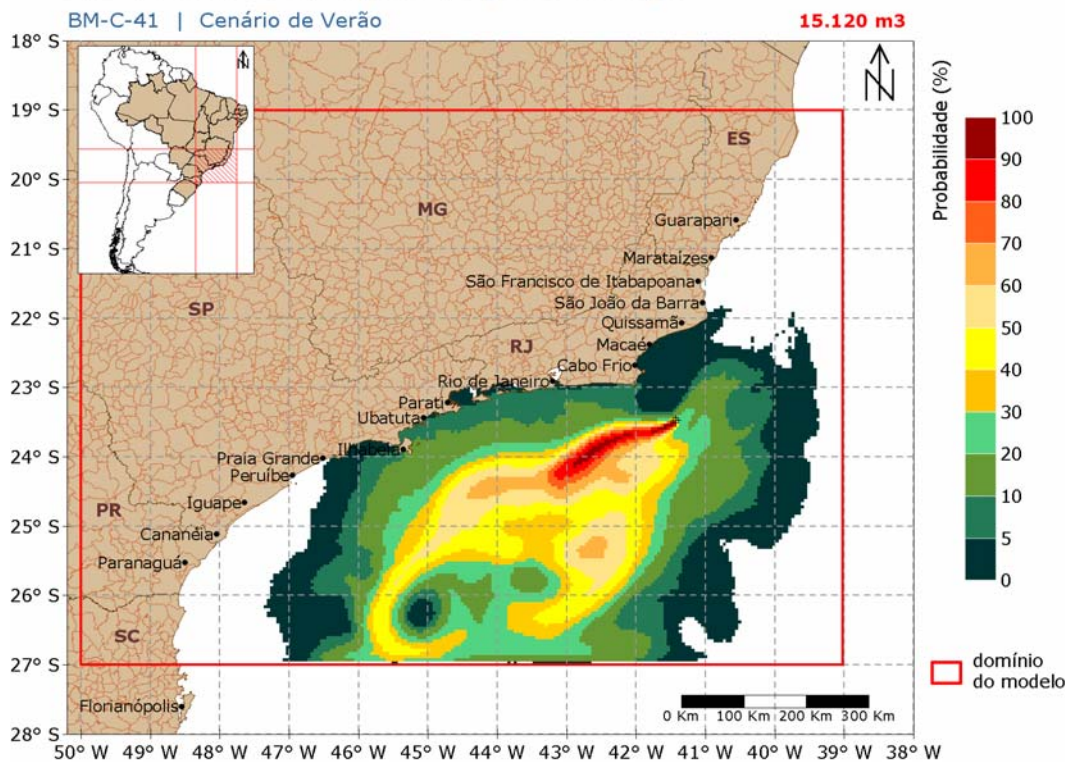 BM-C-41 | Cenário de Verão
15.120 m3
18° S
19° S
20° S
21° S
22° S
23° S
24° S
25° S
26° S
27° S
28° S
N
N
ES
MG
SP
RJ
PR
SC
Guarapari
Marataízes
São Francisco de Itabapoana
São João da Barra
Quissamã
Macaé
Cabo Frio
Rio de Janeiro
Parati
Ubatuta
Ilhabela
Praia Grande
Peruíbe
Iguape
Cananéia
Paranaguá
Florianópolis
0 Km 100 Km 200 Km 300 Km
50° W 49° W 48° W 47° W 46° W 45° W 44° W 43° W 42° W 41° W 40° W 39° W 38° W
Probabilidade (%)
100
90
80
70
60
50
40
30
20
10
5
0
domínio
do modelo